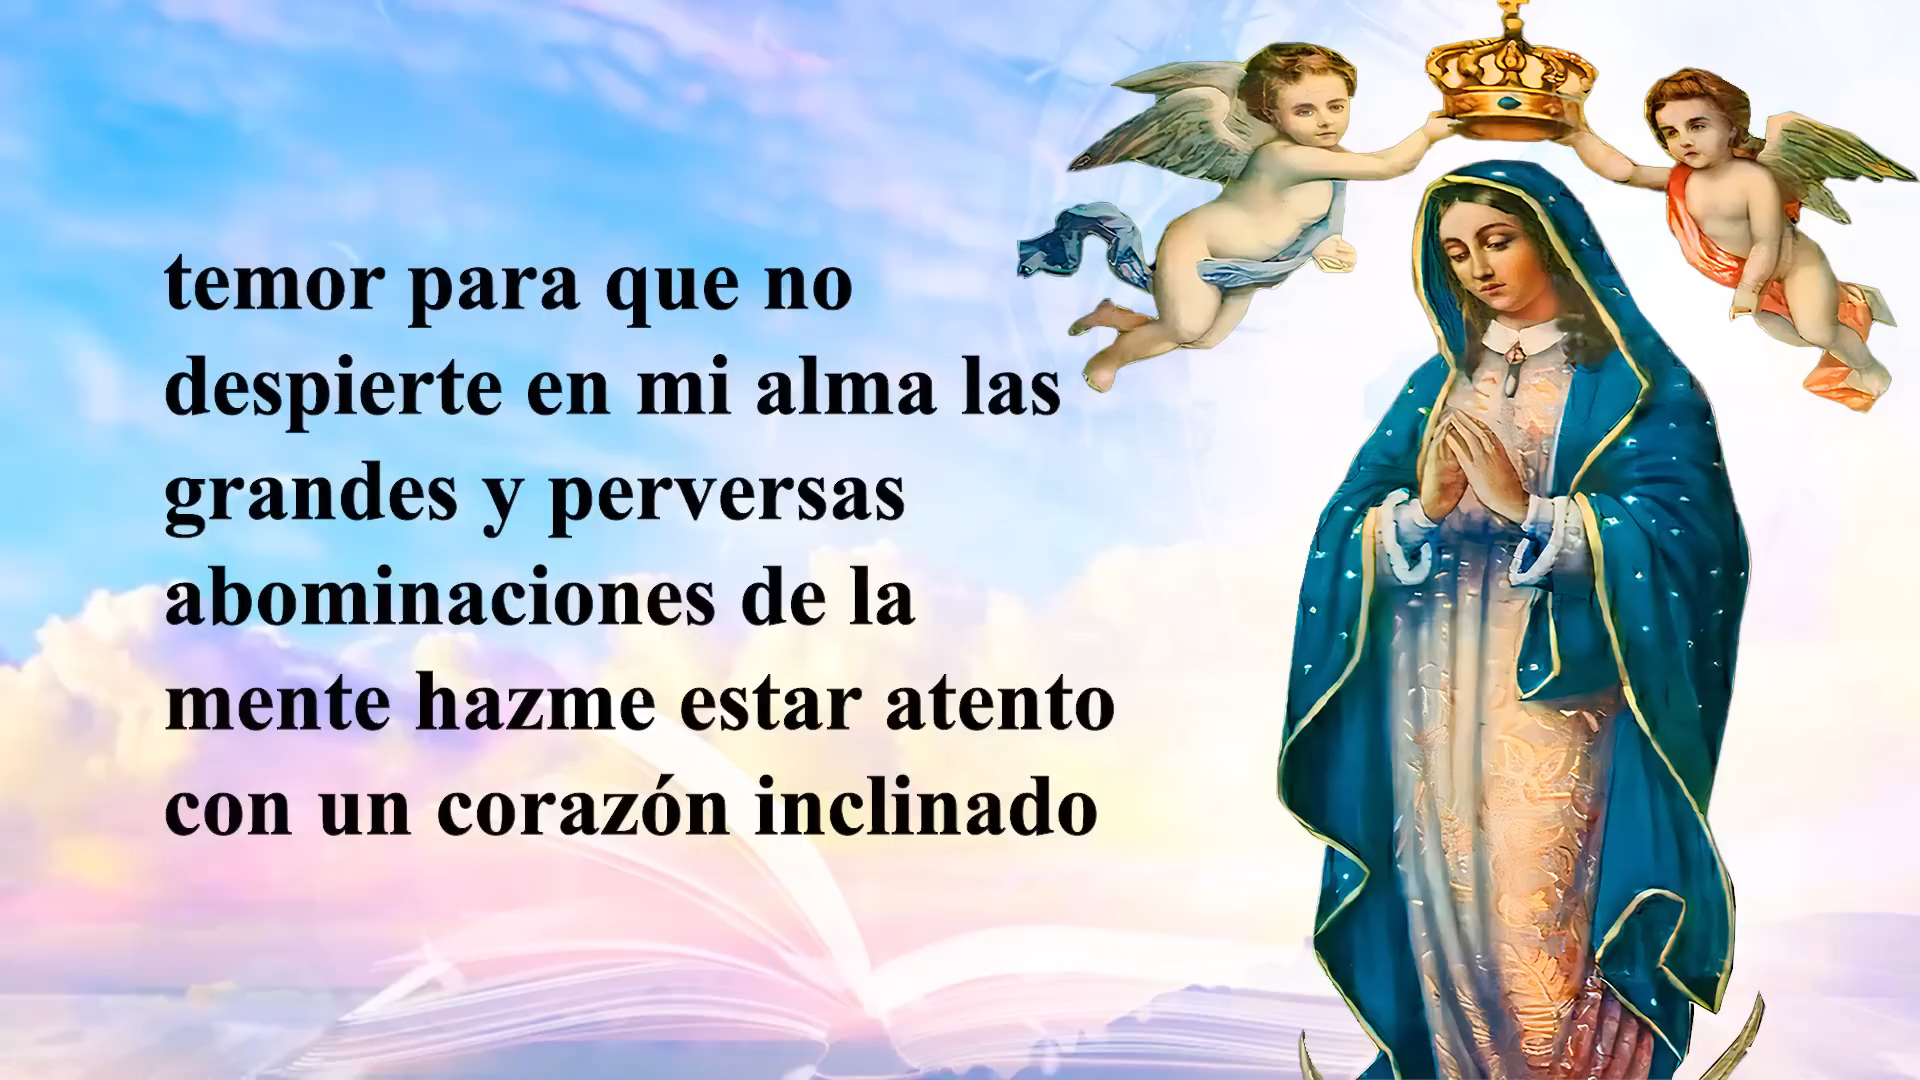 temor para que no
despierte en mi alma las
grandes y perversas
abominaciones de la
mente hazme estar atento
con un corazón inclinado